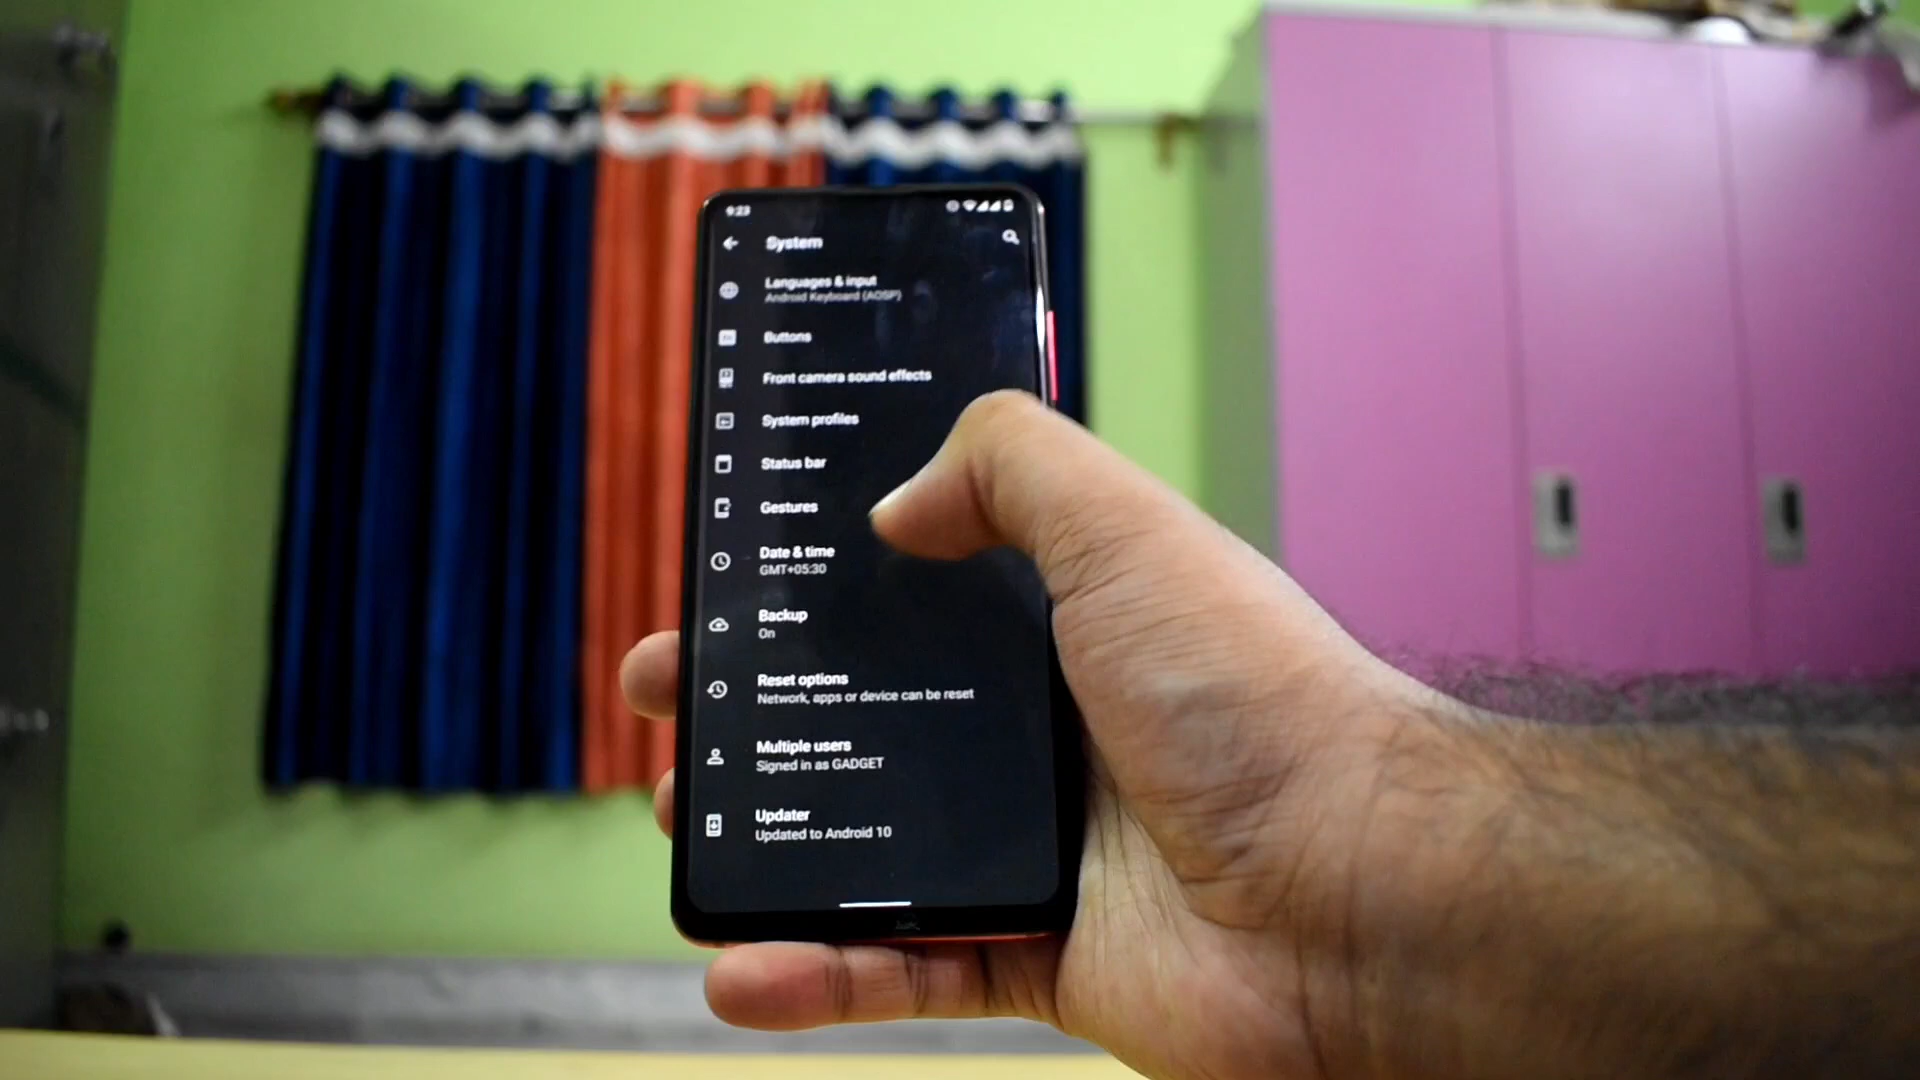 9:23
System
Languages & input
Android Keyboard (AOSP)
Buttons
Front camera sound effects
System profiles
Status bar
Gestures
Date & time
GMT+05:30
Backup
On
Reset options
Network, apps or device can be reset
Multiple users
Signed in as GADGET
Updater
Updated to Android 10